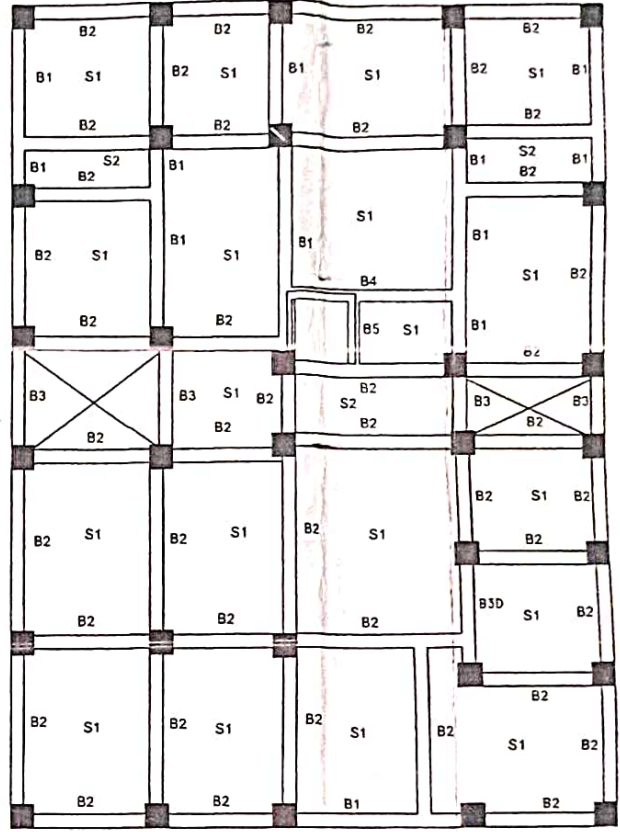 B2 B2 B2 B2
B1 S1 B2 S1 B1 S1 B2 S1 B1
B2 B2 B2 B2
B1 S2 B1 B1 S2 B1
B2 B2
S1
B1 B1 B1
B2 S1 S1 S1 B2
B4
B2 B2 B5 S1 B1
B2
B3 B3 S1 B2 B2 B3 B3
S2
B2 B2 B2 B2
B2 S1 B2
B2 S1 B2 S1 B2 S1
B2
B3D S1 B2
B2 B2 B2
B2
B2 S1 B2 S1 B2 S1 B2 S1 B2
B2 B2 B1 B2